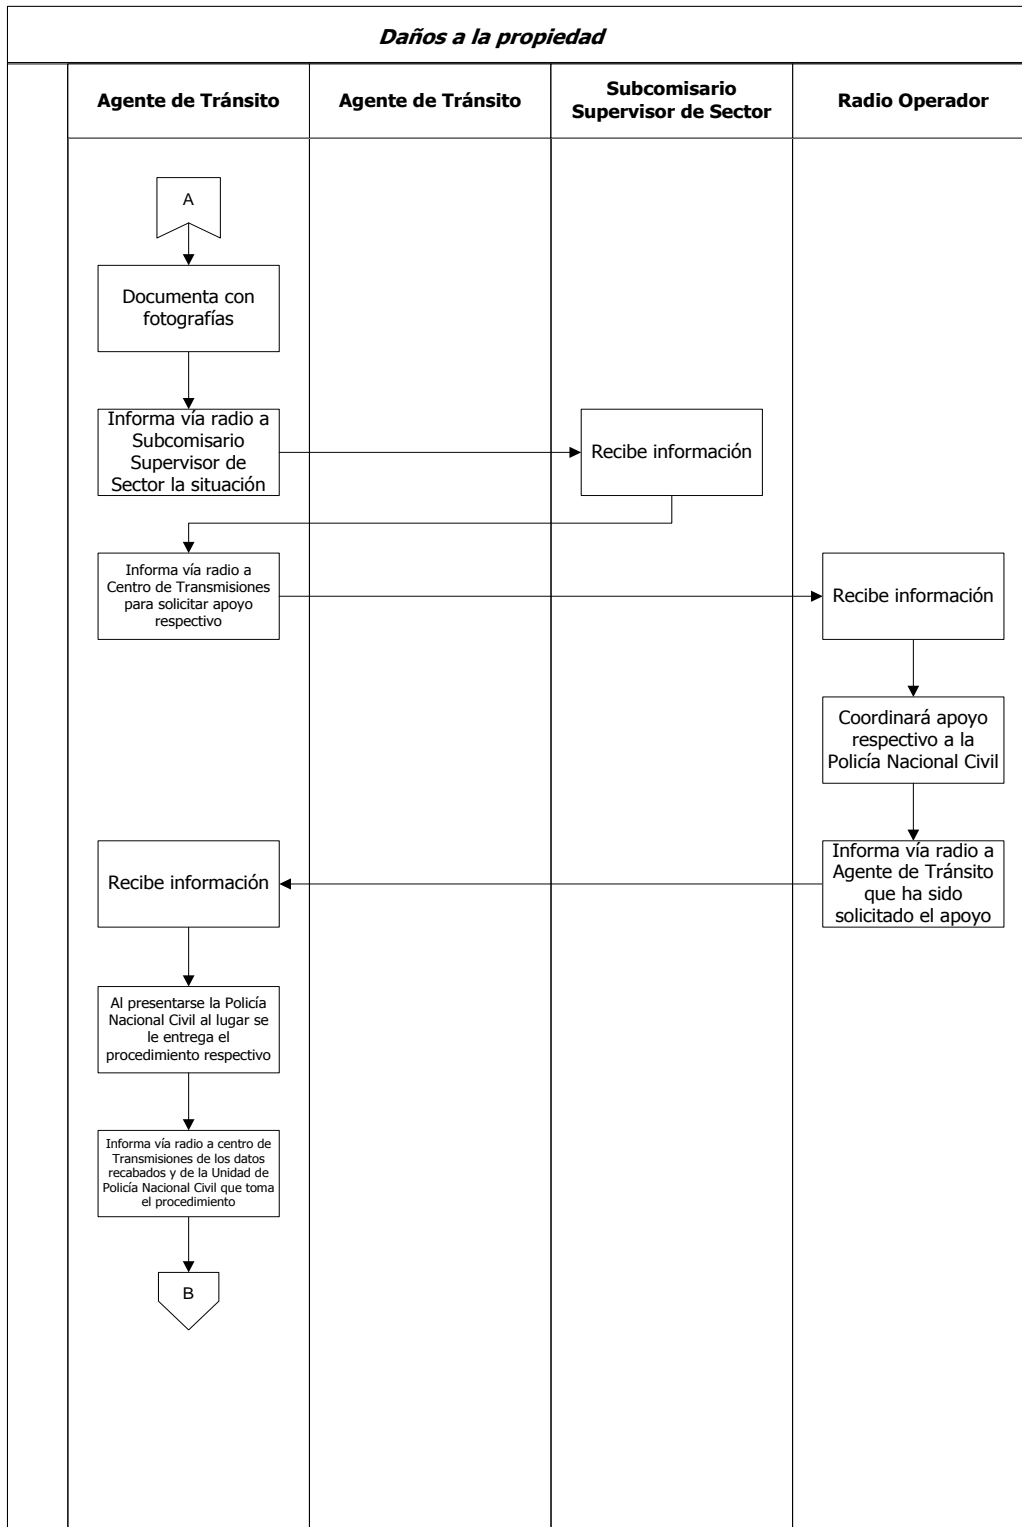 Daños a la propiedad
Agente de Tránsito
Agente de Tránsito
Subcomisario
Supervisor de Sector
Radio Operador
A
Documenta con
fotografías
Informa vía radio a
Subcomisario
Supervisor de
Sector la situación
Recibe información
Informa vía radio a
Centro de Transmisiones
para solicitar apoyo
respectivo
Recibe información
Coordinará apoyo
respectivo a la
Policía Nacional Civil
Informa vía radio a
Agente de Tránsito
que ha sido
solicitado el apoyo
Recibe información
Al presentarse la Policía
Nacional Civil al lugar se
le entrega el
procedimiento respectivo
Informa vía radio a centro de
Transmisiones de los datos
recabados y de la Unidad de
Policía Nacional Civil que toma
el procedimiento
B